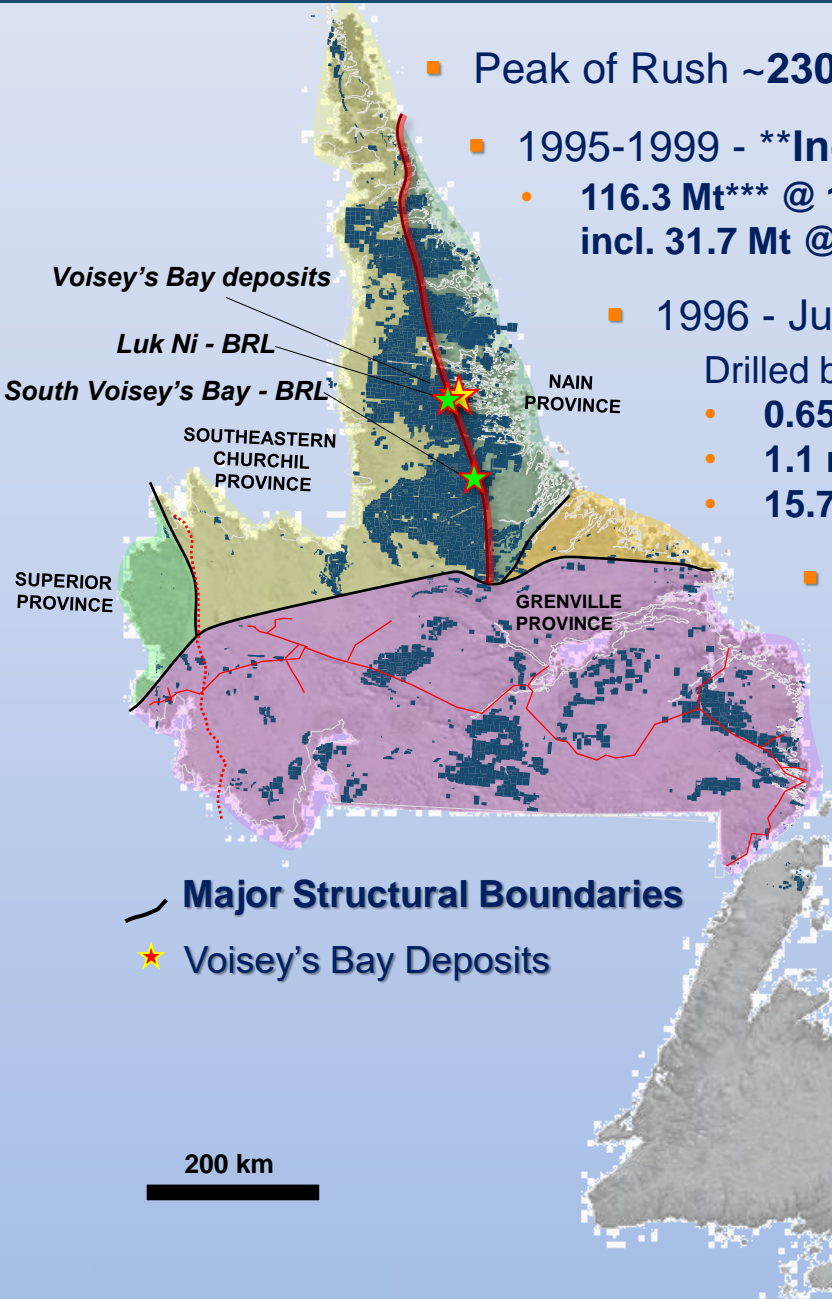 Peak of Rush ~230
1995-1999 - **In
116.3 Mt*** @
incl. 31.7 Mt @
Voisey's Bay deposits
1996 - Ju
Luk Ni - BRL
Drilled b
South Voisey's Bay - BRL
NAIN
PROVINCE
0.65
1.1
15.7
SOUTHEASTERN
CHURCHIL
PROVINCE
SUPERIOR
PROVINCE
GRENVILLE
PROVINCE
Major Structural Boundaries
Voisey's Bay Deposits
200 km